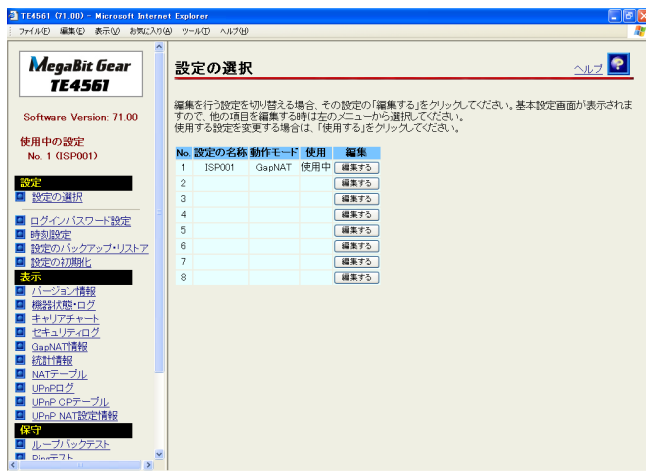 TE4561 (71.00) - Microsoft Internet Explorer
ファイル(F) 編集(E) 表示(V) お気に入り(A) ツール(T) ヘルプ(H)
MegaBit Gear
TE4561
Software Version: 71.00
使用中の設定
No. 1 (ISP001)
設定
設定の選択
ログインパスワード設定
時刻設定
設定のバックアップ・リストア
設定の初期化
表示
バージョン情報
機器状態・ログ
キャリアチャート
セキュリティログ
GapNAT情報
統計情報
NATテーブル
UPnPログ
UPnP CPテーブル
UPnP NAT設定情報
保守
ループバックテスト
Pingテスト
設定の選択
ヘルプ
編集を行う設定を切り替える場合、その設定の「編集する」をクリックしてください。基本設定画面が表示されま
すので、他の項目を編集する時は左のメニューから選択してください。
使用する設定を変更する場合は、「使用する」をクリックしてください。
No. 設定の名称 動作モード 使用 編集
1 ISP001 GapNAT 使用中 編集する
2 編集する
3 編集する
4 編集する
5 編集する
6 編集する
7 編集する
8 編集する